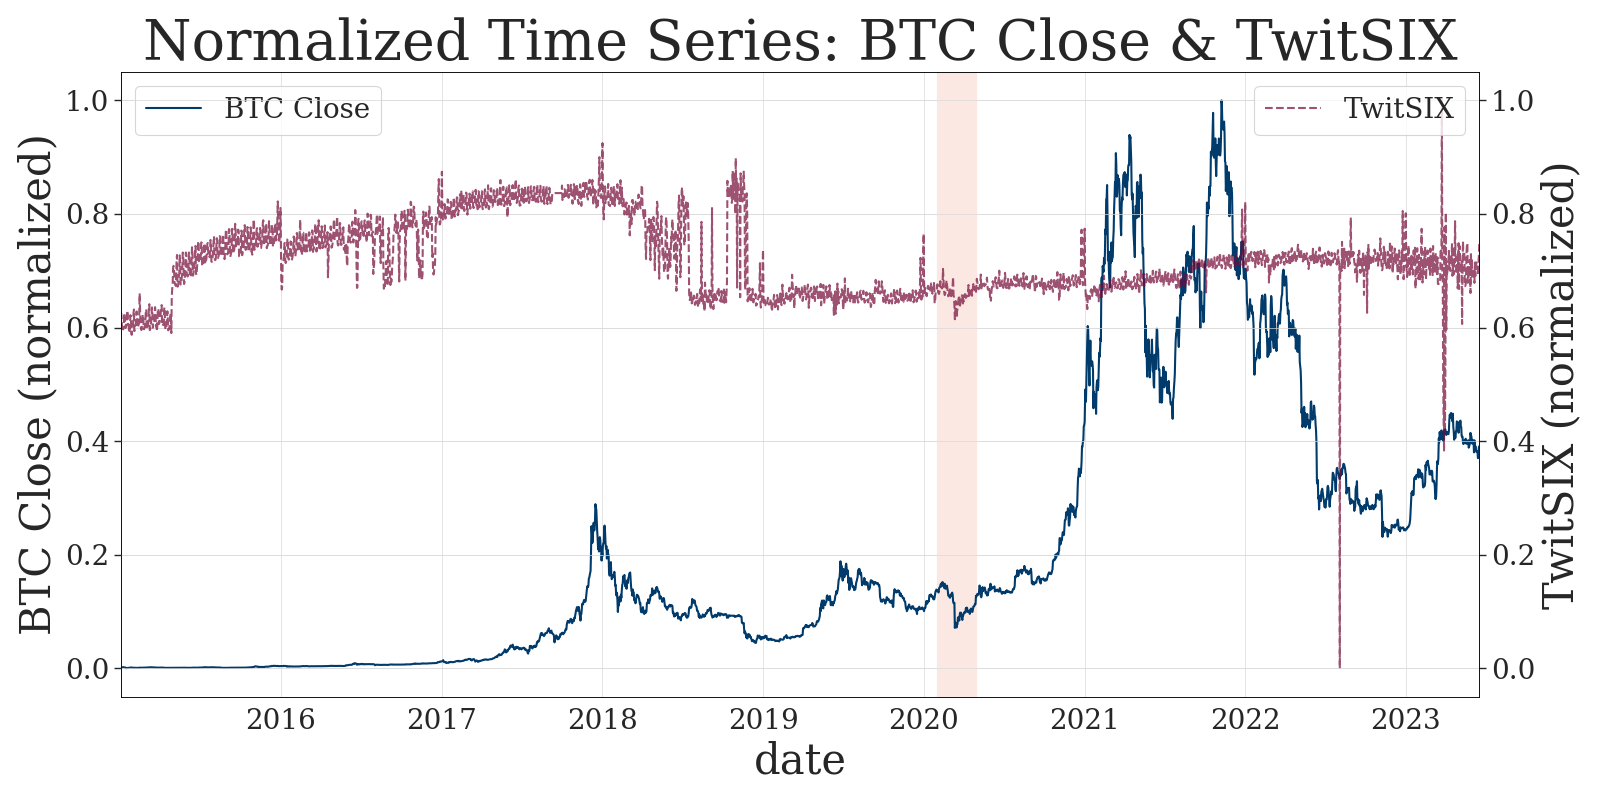 Normalized Time Series: BTC Close & TwitSIX
BTC Close
TwitSIX
BTC Close (normalized)
1.0
0.8
0.6
0.4
0.2
0.0
1.0
0.8
0.6
0.4
0.2
0.0
TwitSIX (normalized)
2016 2017 2018 2019 2020 2021 2022 2023
date